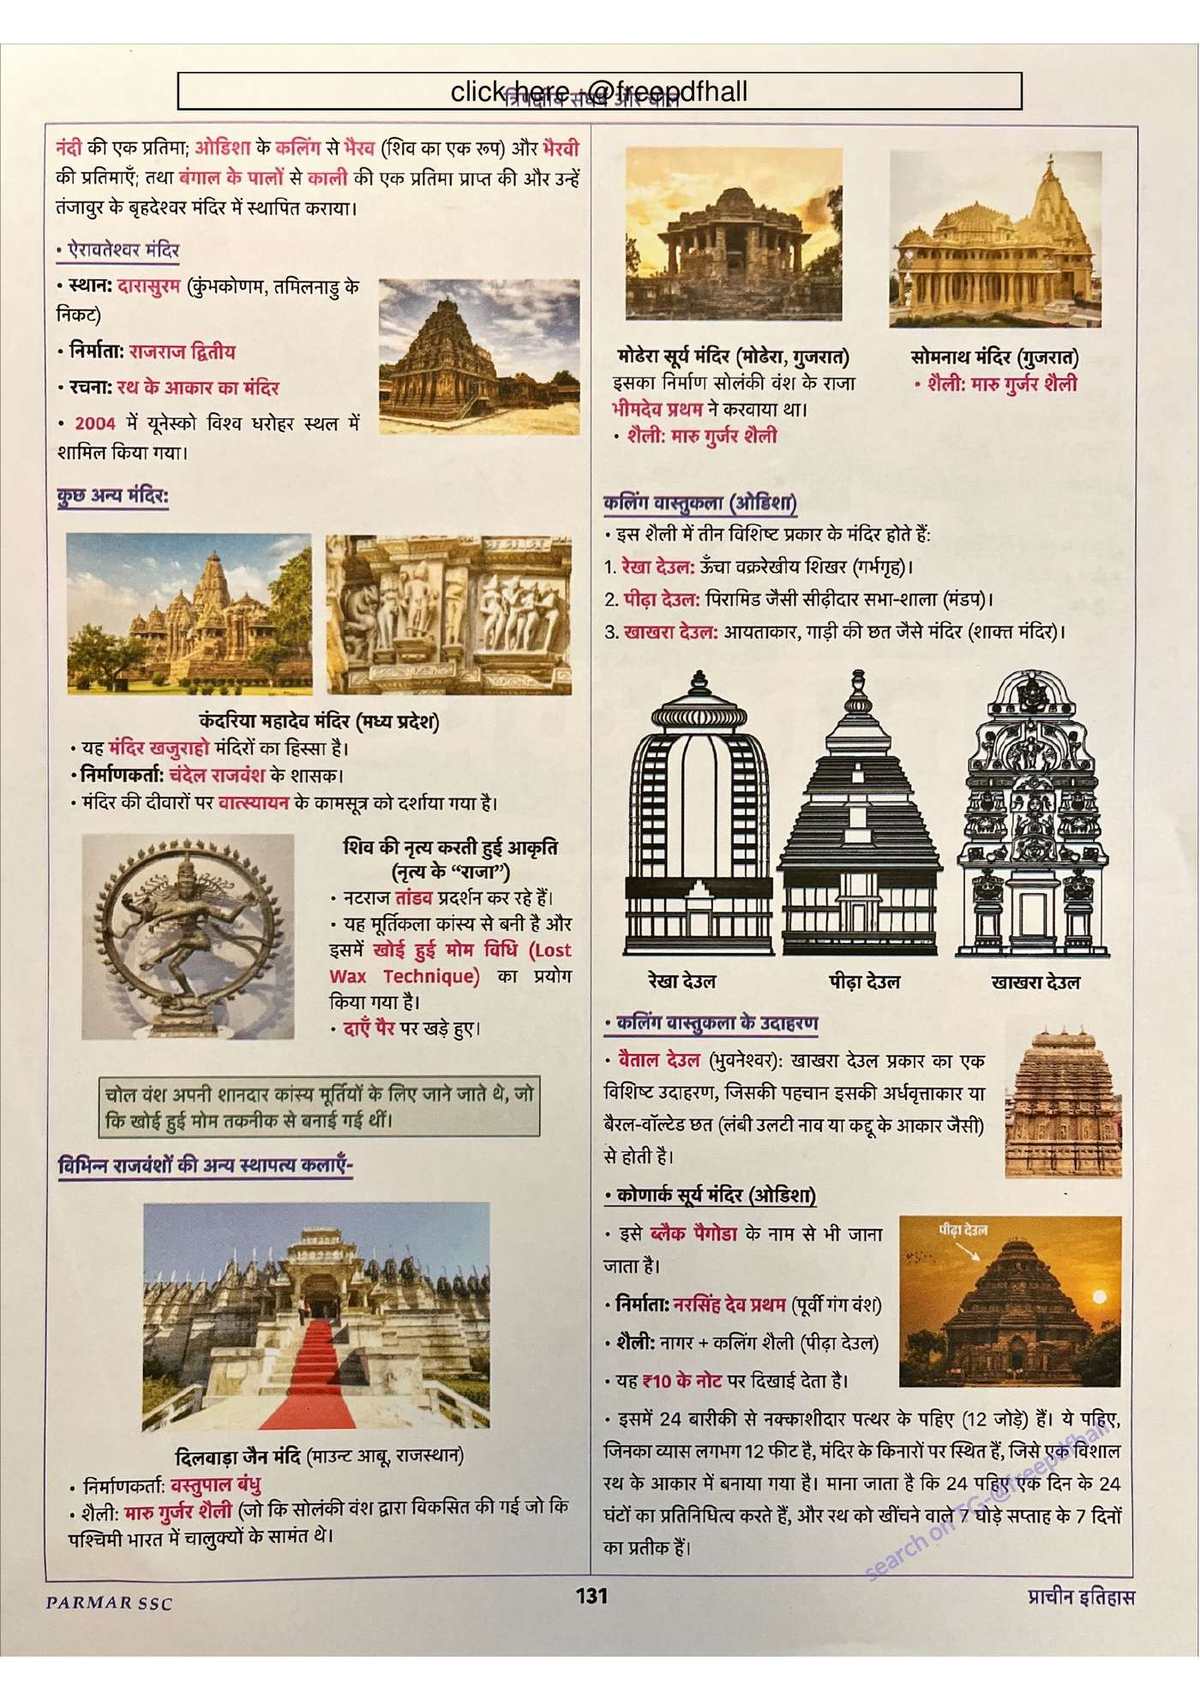 click here -@freepdfhall
त्रिपक्षीय संघर्ष और चोल
नंदी की एक प्रतिमा; ओडिशा के कलिंग से भैरव (शिव का एक रूप) और भैरवी
की प्रतिमाएँ; तथा बंगाल के पालों से काली की एक प्रतिमा प्राप्त की और उन्हें
तंजावुर के बृहदेश्वर मंदिर में स्थापित कराया।
• ऐरावतेश्वर मंदिर
• स्थान: दारासुरम (कुंभकोणम, तमिलनाडु के
निकट)
• निर्माता: राजराज द्वितीय
• रचना: रथ के आकार का मंदिर
• 2004 में यूनेस्को विश्व धरोहर स्थल में
शामिल किया गया।
कुछ अन्य मंदिर:
कंदरिया महादेव मंदिर (मध्य प्रदेश)
• यह मंदिर खजुराहो मंदिरों का हिस्सा है।
• निर्माणकर्ता: चंदेल राजवंश के शासक।
• मंदिर की दीवारों पर वात्स्यायन के कामसूत्र को दर्शाया गया है।
शिव की नृत्य करती हुई आकृति
(नृत्य के “राजा”)
• नटराज तांडव प्रदर्शन कर रहे हैं।
• यह मूर्तिकला कांस्य से बनी है और
इसमें खोई हुई मोम विधि (Lost
Wax Technique) का प्रयोग
किया गया है।
• दाएँ पैर पर खड़े हुए।
चोल वंश अपनी शानदार कांस्य मूर्तियों के लिए जाने जाते थे, जो
कि खोई हुई मोम तकनीक से बनाई गई थीं।
विभिन्न राजवंशों की अन्य स्थापत्य कलाएँ-
दिलबाड़ा जैन मंदि (माउन्ट आबू, राजस्थान)
• निर्माणकर्ता: वस्तुपाल बंधु
• शैली: मारु गुर्जर शैली (जो कि सोलंकी वंश द्वारा विकसित की गई जो कि
पश्चिमी भारत में चालुक्यों के सामंत थे।
मोढेरा सूर्य मंदिर (मोढेरा, गुजरात)
इसका निर्माण सोलंकी वंश के राजा
भीमदेव प्रथम ने करवाया था।
• शैली: मारु गुर्जर शैली
सोमनाथ मंदिर (गुजरात)
• शैली: मारु गुर्जर शैली
कलिंग वास्तुकला (ओडिशा)
• इस शैली में तीन विशिष्ट प्रकार के मंदिर होते हैं:
1. रेखा देउल: ऊँचा वक्ररेखीय शिखर (गर्भगृह)।
2. पीढ़ा देउल: पिरामिड जैसी सीढ़ीदार सभा-शाला (मंडप)।
3. खाखरा देउल: आयताकार, गाड़ी की छत जैसे मंदिर (शाक्त मंदिर)।
रेखा देउल
पीढ़ा देउल
खाखरा देउल
• कलिंग वास्तुकला के उदाहरण
• वैताल देउल (भुवनेश्वर): खाखरा देउल प्रकार का एक
विशिष्ट उदाहरण, जिसकी पहचान इसकी अर्धवृत्ताकार या
बैरल-वॉल्टेड छत (लंबी उलटी नाव या कद्दू के आकार जैसी)
से होती है।
• कोणार्क सूर्य मंदिर (ओडिशा)
• इसे ब्लैक पैगोडा के नाम से भी जाना
जाता है।
• निर्माता: नरसिंह देव प्रथम (पूर्वी गंग वंश)
• शैली: नागर + कलिंग शैली (पीढ़ा देउल)
• यह ₹10 के नोट पर दिखाई देता है।
पीढ़ा देउल
• इसमें 24 बारीकी से नक्काशीदार पत्थर के पहिए (12 जोड़े) हैं। ये पहिए,
जिनका व्यास लगभग 12 फीट है, मंदिर के किनारों पर स्थित हैं, जिसे एक विशाल
रथ के आकार में बनाया गया है। माना जाता है कि 24 पहिए एक दिन के 24
घंटों का प्रतिनिधित्व करते हैं, और रथ को खींचने वाले 7 घोड़े सप्ताह के 7 दिनों
का प्रतीक हैं।
search on TG-@freepdfhall
PARMAR SSC
131
प्राचीन इतिहास